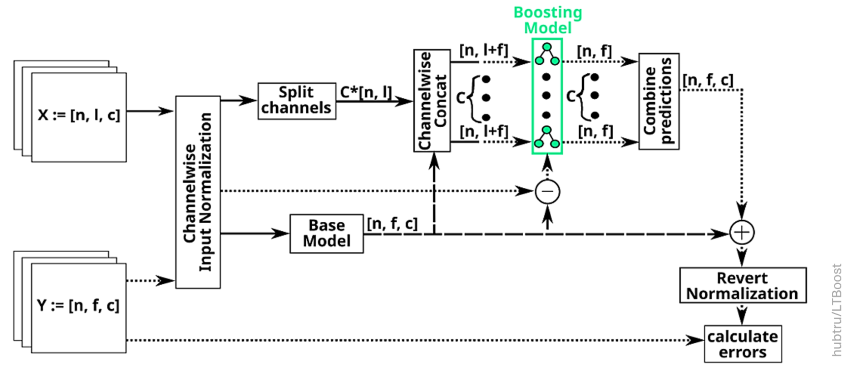 Boosting
Model
[n, l+f]
[n, f]
X := [n, l, c]
Split
channels
C*[n, l]
Channelwise
Concat
C
C
Combine
predictions
[n, f, c]
[n, l+f]
[n, f]
Channelwise
Input Normalization
−
Base
Model
[n, f, c]
+
Y := [n, f, c]
Revert
Normalization
calculate
errors
hubtru/LTBoost